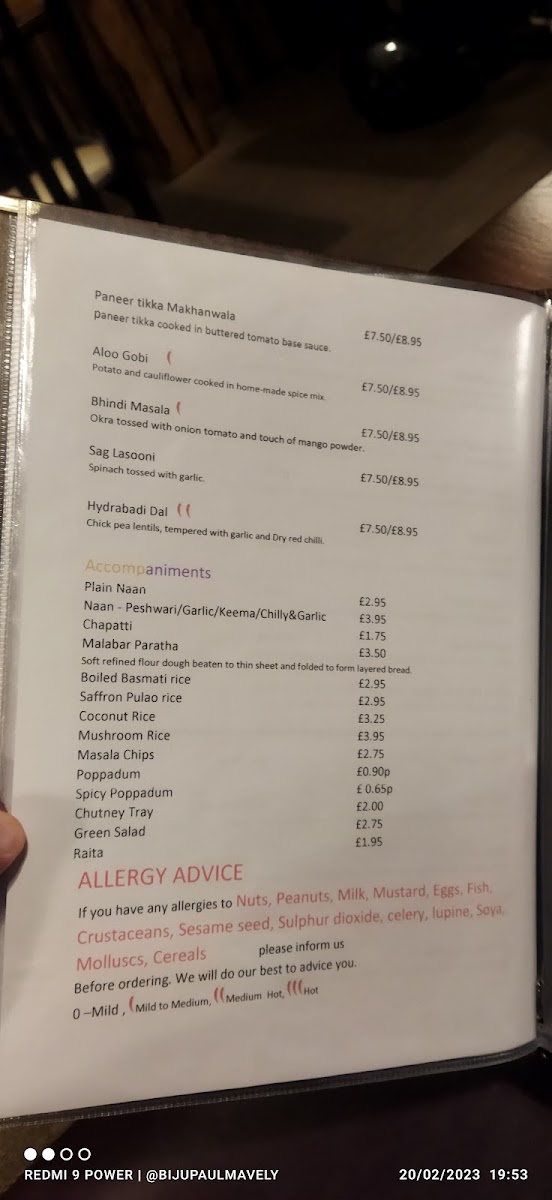 Paneer tikka Makhanwala
paneer tikka cooked in buttered tomato base sauce. £7.50/£8.95
Aloo Gobi
Potato and cauliflower cooked in home-made spice mix. £7.50/£8.95
Bhindi Masala
Okra tossed with onion tomato and touch of mango powder. £7.50/£8.95
Sag Lasooni
Spinach tossed with garlic. £7.50/£8.95
Hydrabadi Dal
Chick pea lentils, tempered with garlic and Dry red chilli. £7.50/£8.95
Accompaniments
Plain Naan £2.95
Naan - Peshwari/Garlic/Keema/Chilly&Garlic £3.95
Chapatti £1.75
Malabar Paratha £3.50
Soft refined flour dough beaten to thin sheet and folded to form layered bread.
Boiled Basmati rice £2.95
Saffron Pulao rice £2.95
Coconut Rice £3.25
Mushroom Rice £3.95
Masala Chips £2.75
Poppadum £0.90p
Spicy Poppadum £ 0.65p
Chutney Tray £2.00
Green Salad £2.75
Raita £1.95
ALLERGY ADVICE
If you have any allergies to Nuts, Peanuts, Milk, Mustard, Eggs, Fish,
Crustaceans, Sesame seed, Sulphur dioxide, celery, lupine, Soya,
Molluscs, Cereals please inform us
Before ordering. We will do our best to advice you.
0 –Mild , Mild to Medium, Medium Hot, Hot
REDMI 9 POWER | @BIJUPAULMAVELY 20/02/2023 19:53